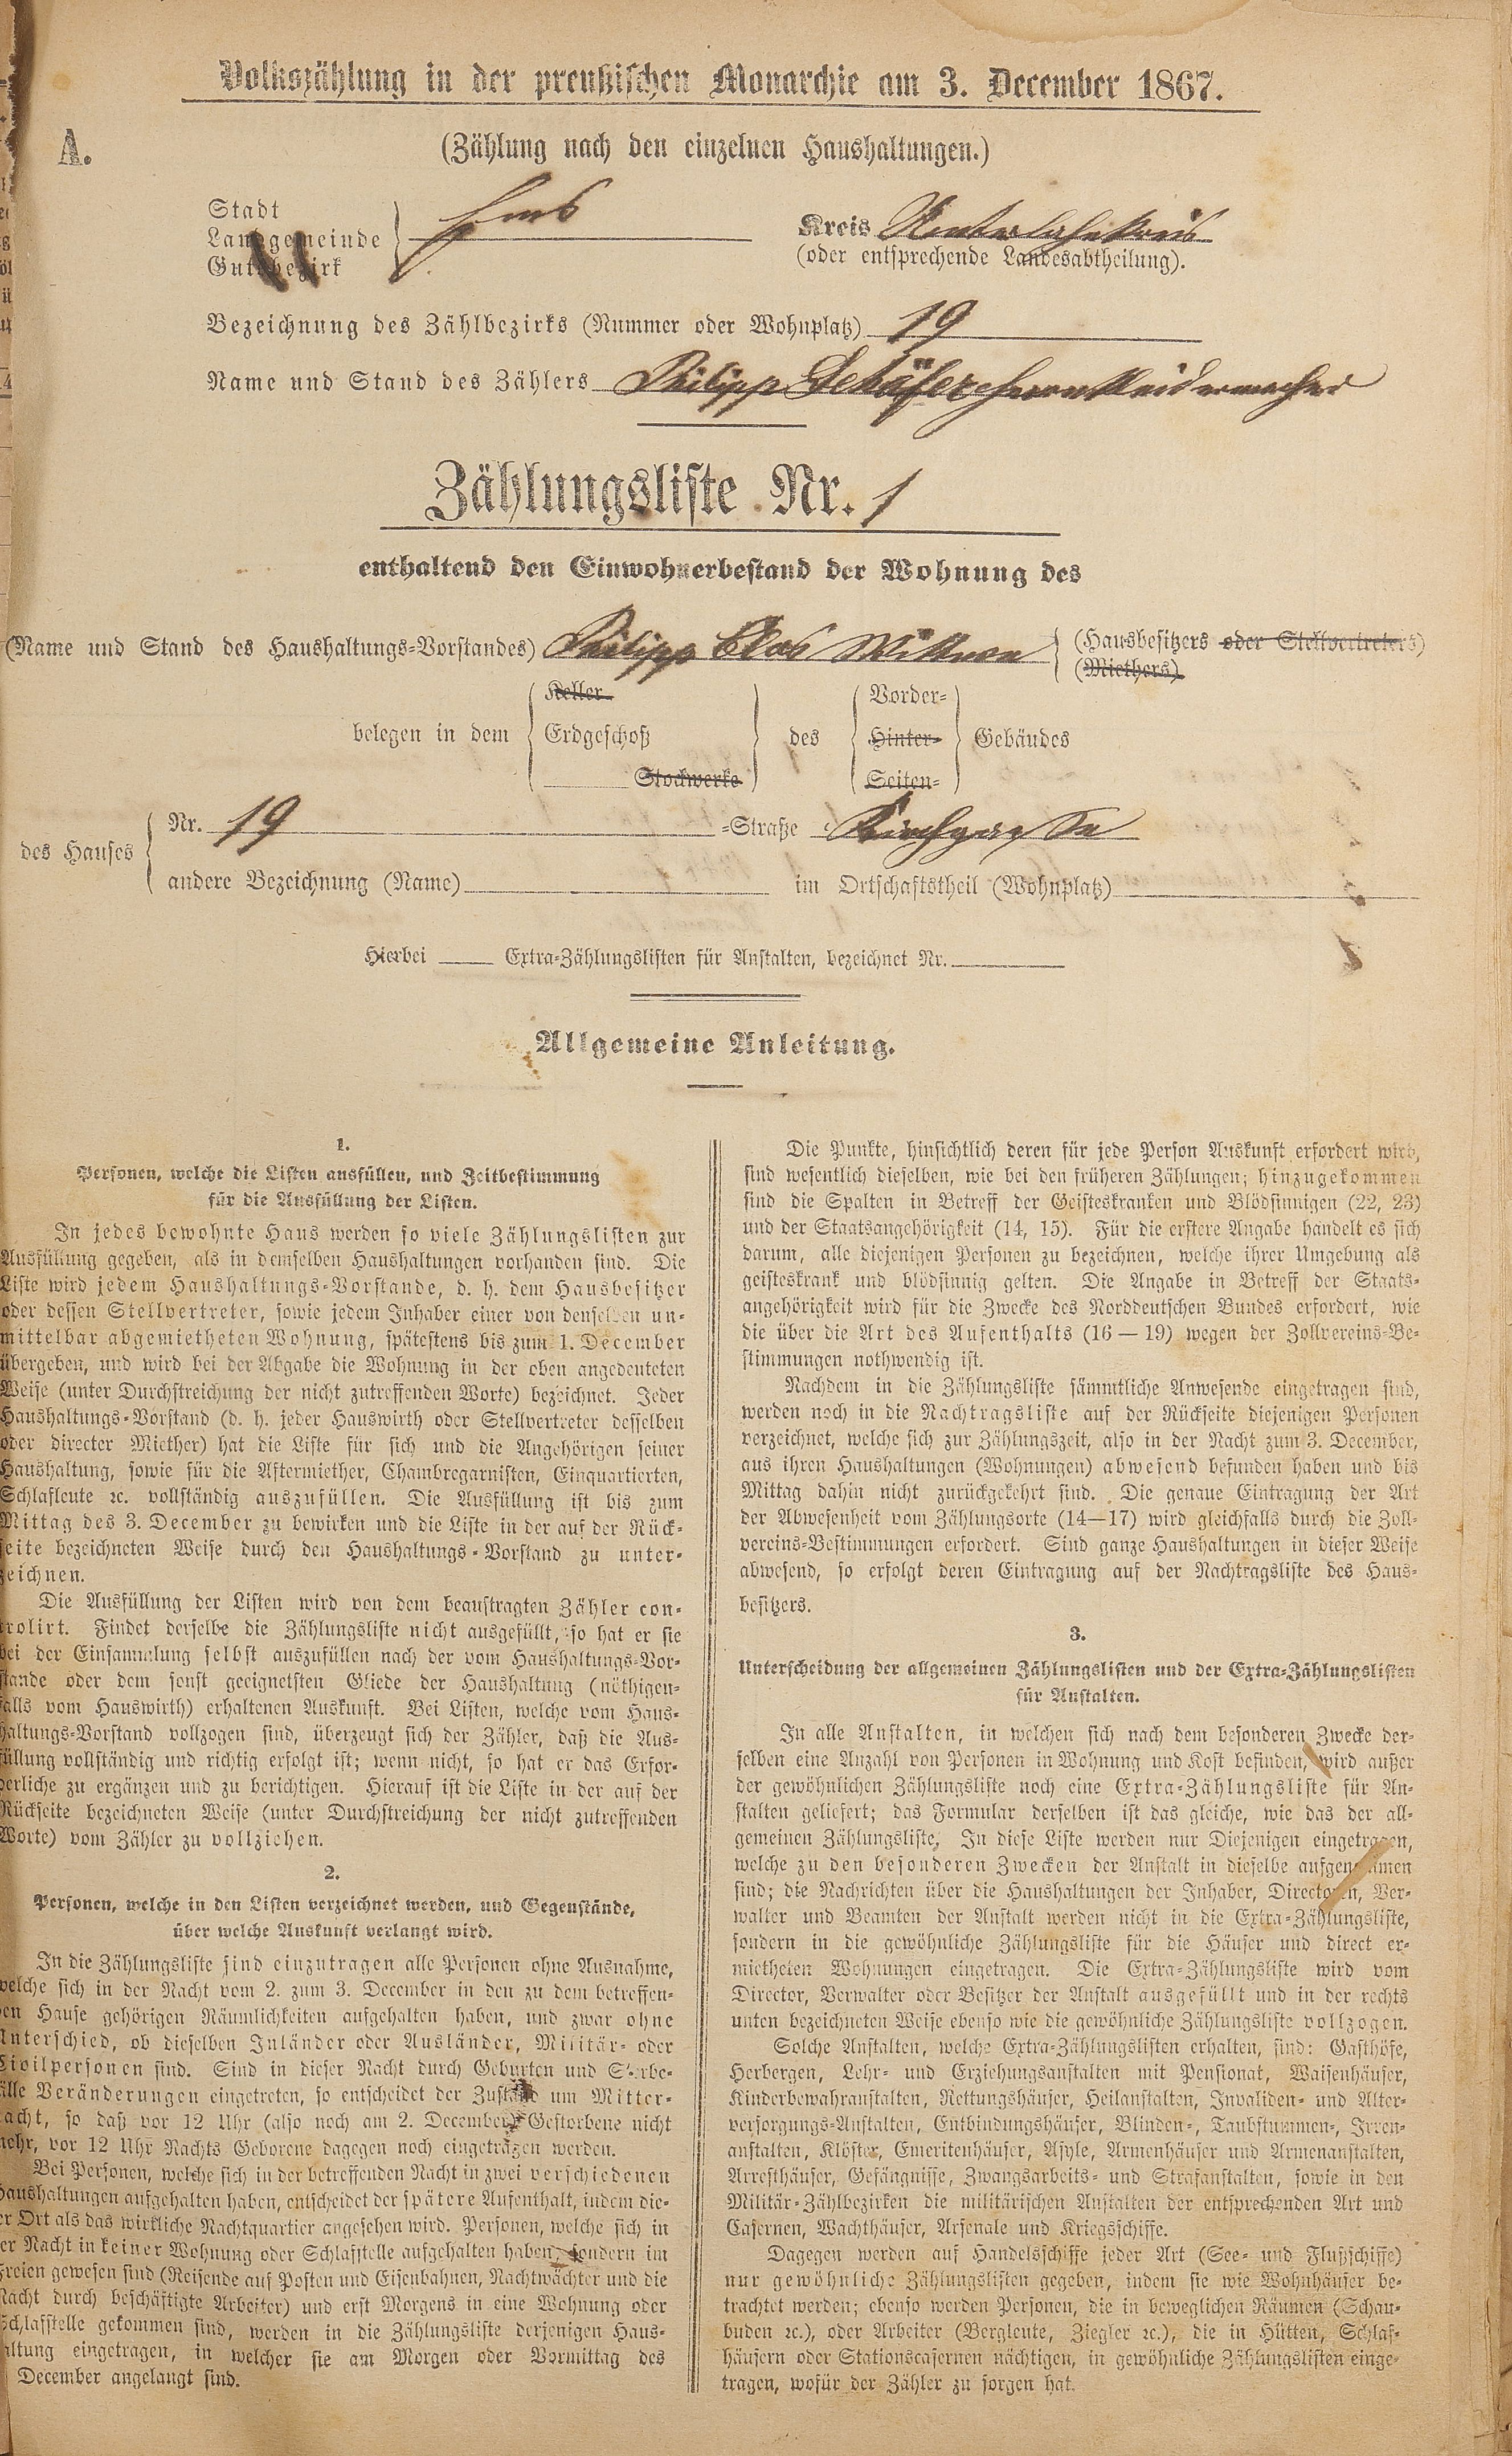 Volkszählung in der preußischen Monarchie am 3. December 1867.
A.
(Zählung nach den einzelnen Haushaltungen.)
Stadt
Landgemeinde
Gutsbezirk
Ems
Kreis Unterlahnkreis
(oder entsprechende Landesabtheilung).
Bezeichnung des Zählbezirks (Nummer oder Wohnplatz) 19
Name und Stand des Zählers Philipp Schäfer Herrnkleidermacher
Zählungsliste Nr. 1
enthaltend den Einwohnerbestand der Wohnung des
(Name und Stand des Haushaltungs-Vorstandes) Philipp Clos Wittwe (Hausbesitzers oder Stellvertreters)
(Miethers)
belegen in dem Keller Erdgeschoß Stockwerke des Vorder- Hinter- Seiten- Gebäudes
des Hauses Nr. 19 -Straße Kirchgasse
andere Bezeichnung (Name) im Ortschaftstheil (Wohnplatz)
Hierbei Extra-Zählungslisten für Anstalten, bezeichnet Nr.
Allgemeine Anleitung.
1.
Personen, welche die Listen ausfüllen, und Zeitbestimmung
für die Ausfüllung der Listen.
In jedes bewohnte Haus werden so viele Zählungslisten zur
Ausfüllung gegeben, als in demselben Haushaltungen vorhanden sind. Die
Liste wird jedem Haushaltungs-Vorstande, d. h. dem Hausbesitzer
oder dessen Stellvertreter, sowie jedem Inhaber einer von denselben un-
mittelbar abgemietheten Wohnung, spätestens bis zum 1. December
übergeben, und wird bei der Abgabe die Wohnung in der oben angedeuteten
Weise (unter Durchstreichung der nicht zutreffenden Worte) bezeichnet. Jeder
Haushaltungs-Vorstand (d. h. jeder Hauswirth oder Stellvertreter desselben
oder directer Miether) hat die Liste für sich und die Angehörigen seiner
Haushaltung, sowie für die Aftermiether, Chambregarnisten, Einquartierten,
Schlafleute ꝛc. vollständig auszufüllen. Die Ausfüllung ist bis zum
Mittag des 3. December zu bewirken und die Liste in der auf der Rück-
seite bezeichneten Weise durch den Haushaltungs-Vorstand zu unter-
zeichnen.
Die Ausfüllung der Listen wird von dem beauftragten Zähler con-
trolirt. Findet derselbe die Zählungsliste nicht ausgefüllt, so hat er sie
bei der Einsammlung selbst auszufüllen nach der vom Haushaltungs-Vor-
stande oder dem sonst geeignetsten Gliede der Haushaltung (nöthigen-
falls vom Hauswirth) erhaltenen Auskunft. Bei Listen, welche vom Haus-
haltungs-Vorstand vollzogen sind, überzeugt sich der Zähler, daß die Aus-
füllung vollständig und richtig erfolgt ist; wenn nicht, so hat er das Erfor-
derliche zu ergänzen und zu berichtigen. Hierauf ist die Liste in der auf der
Rückseite bezeichneten Weise (unter Durchstreichung der nicht zutreffenden
Worte) vom Zähler zu vollziehen.
2.
Personen, welche in den Listen verzeichnet werden, und Gegenstände,
über welche Auskunft verlangt wird.
In die Zählungsliste sind einzutragen alle Personen ohne Ausnahme,
welche sich in der Nacht vom 2. zum 3. December in den zu dem betreffen-
den Hause gehörigen Räumlichkeiten aufgehalten haben, und zwar ohne
Unterschied, ob dieselben Inländer oder Ausländer, Militär- oder
Civilpersonen sind. Sind in dieser Nacht durch Geburten und Sterbe-
fälle Veränderungen eingetreten, so entscheidet der Zustand um Mitter-
nacht, so daß vor 12 Uhr (also noch am 2. December) Gestorbene nicht
mehr, vor 12 Uhr Nachts Geborene dagegen noch eingetragen werden.
Bei Personen, welche sich in der betreffenden Nacht in zwei verschiedenen
Haushaltungen aufgehalten haben, entscheidet der spätere Aufenthalt, indem die-
ser Ort als das wirkliche Nachtquartier angesehen wird. Personen, welche sich in
der Nacht in keiner Wohnung oder Schlafstelle aufgehalten haben, sondern im
Freien gewesen sind (Reisende auf Posten und Eisenbahnen, Nachtwächter und die
Nacht durch beschäftigte Arbeiter) und erst Morgens in eine Wohnung oder
Schlafstelle gekommen sind, werden in die Zählungsliste derjenigen Haus-
haltung eingetragen, in welcher sie am Morgen oder Vormittag des
December angelangt sind.
Die Punkte, hinsichtlich deren für jede Person Auskunft erfordert wird,
sind wesentlich dieselben, wie bei den früheren Zählungen; hinzugekommen
sind die Spalten in Betreff der Geisteskranken und Blödsinnigen (22, 23)
und der Staatsangehörigkeit (14, 15). Für die erstere Angabe handelt es sich
darum, alle diejenigen Personen zu bezeichnen, welche ihrer Umgebung als
geisteskrank und blödsinnig gelten. Die Angabe in Betreff der Staats-
angehörigkeit wird für die Zwecke des Norddeutschen Bundes erfordert, wie
die über die Art des Aufenthalts (16 — 19) wegen der Zollvereins-Be-
stimmungen nothwendig ist.
Nachdem in die Zählungsliste sämmtliche Anwesende eingetragen sind,
werden noch in die Nachtragsliste auf der Rückseite diejenigen Personen
verzeichnet, welche sich zur Zählungszeit, also in der Nacht zum 3. December,
aus ihren Haushaltungen (Wohnungen) abwesend befunden haben und bis
Mittag dahin nicht zurückgekehrt sind. Die genaue Eintragung der Art
der Abwesenheit vom Zählungsorte (14—17) wird gleichfalls durch die Zoll-
vereins-Bestimmungen erfordert. Sind ganze Haushaltungen in dieser Weise
abwesend, so erfolgt deren Eintragung auf der Nachtragsliste des Haus-
besitzers.
3.
Unterscheidung der allgemeinen Zählungslisten und der Extra-Zählungslisten
für Anstalten.
In alle Anstalten, in welchen sich nach dem besonderen Zwecke der-
selben eine Anzahl von Personen in Wohnung und Kost befinden, wird außer
der gewöhnlichen Zählungsliste noch eine Extra-Zählungsliste für An-
stalten geliefert; das Formular derselben ist das gleiche, wie das der all-
gemeinen Zählungsliste. In diese Liste werden nur Diejenigen eingetragen,
welche zu den besonderen Zwecken der Anstalt in dieselbe aufgenommen
sind; die Nachrichten über die Haushaltungen der Inhaber, Directoren, Ver-
walter und Beamten der Anstalt werden nicht in die Extra-Zählungsliste,
sondern in die gewöhnliche Zählungsliste für die Häuser und direct er-
mietheten Wohnungen eingetragen. Die Extra-Zählungsliste wird vom
Director, Verwalter oder Besitzer der Anstalt ausgefüllt und in der rechts
unten bezeichneten Weise ebenso wie die gewöhnliche Zählungsliste vollzogen.
Solche Anstalten, welche Extra-Zählungslisten erhalten, sind: Gasthöfe,
Herbergen, Lehr- und Erziehungsanstalten mit Pensionat, Waisenhäuser,
Kinderbewahranstalten, Rettungshäuser, Heilanstalten, Invaliden- und Alter-
versorgungs-Anstalten, Entbindungshäuser, Blinden-, Taubstummen-, Irren-
anstalten, Klöster, Emeritenhäuser, Asyle, Armenhäuser und Armenanstalten,
Arresthäuser, Gefängnisse, Zwangsarbeits- und Strafanstalten, sowie in den
Militär-Zählbezirken die militärischen Anstalten der entsprechenden Art und
Casernen, Wachthäuser, Arsenale und Kriegsschiffe.
Dagegen werden auf Handelsschiffe jeder Art (See- und Flußschiffe)
nur gewöhnliche Zählungslisten gegeben, indem sie wie Wohnhäuser be-
trachtet werden; ebenso werden Personen, die in beweglichen Räumen (Schau-
buden ꝛc.), oder Arbeiter (Bergleute, Ziegler ꝛc.), die in Hütten, Schlaf-
häusern oder Stationscasernen nächtigen, in gewöhnliche Zählungslisten einge-
tragen, wofür der Zähler zu sorgen hat.